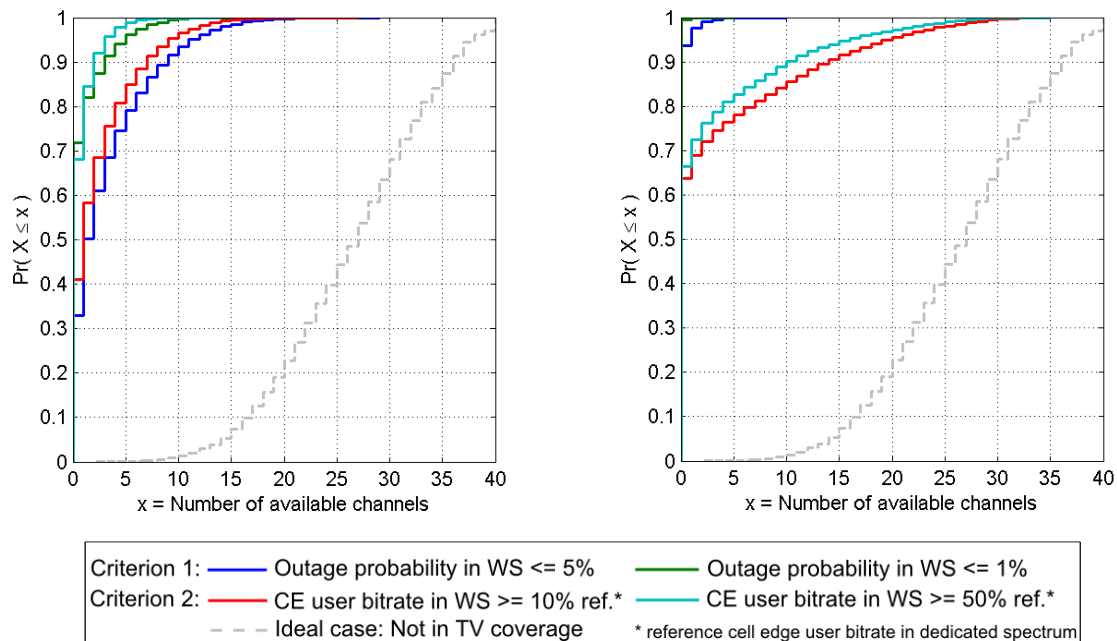 1
0.9
0.8
0.7
0.6
0.5
0.4
0.3
0.2
0.1
0
Pr( X ≤ x )
0 5 10 15 20 25 30 35 40
x = Number of available channels
1
0.9
0.8
0.7
0.6
0.5
0.4
0.3
0.2
0.1
0
Pr( X ≤ x )
0 5 10 15 20 25 30 35 40
x = Number of available channels
Criterion 1: Outage probability in WS <= 5% Outage probability in WS <= 1%
Criterion 2: CE user bitrate in WS >= 10% ref.* CE user bitrate in WS >= 50% ref.*
Ideal case: Not in TV coverage * reference cell edge user bitrate in dedicated spectrum